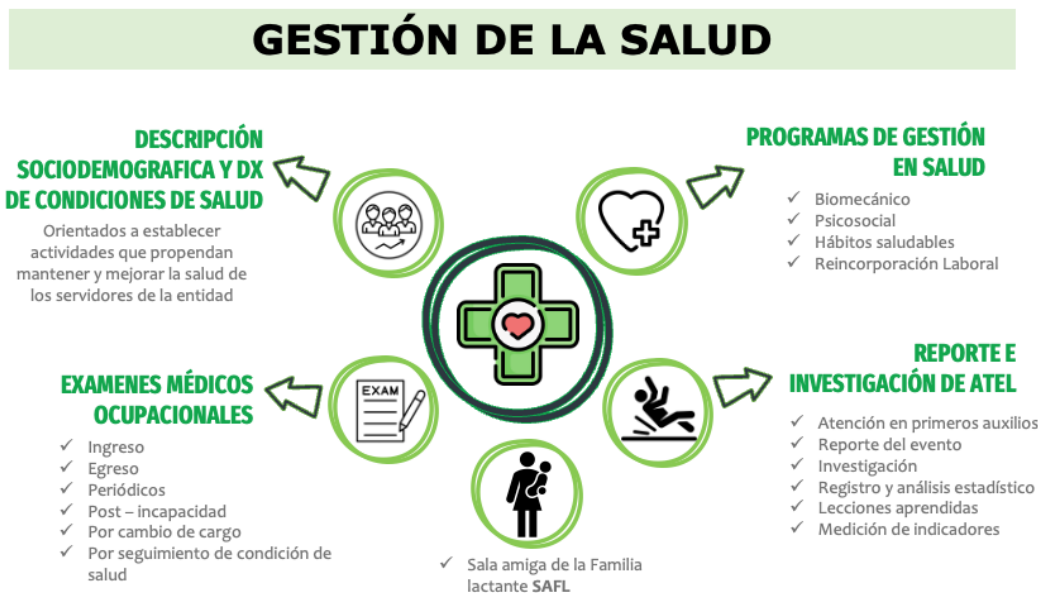 GESTIÓN DE LA SALUD
DESCRIPCIÓN
SOCIODEMOGRAFICA Y DX
DE CONDICIONES DE SALUD
Orientados a establecer
actividades que propendan
mantener y mejorar la salud de
los servidores de la entidad
PROGRAMAS DE GESTIÓN
EN SALUD
✓ Biomecánico
✓ Psicosocial
✓ Hábitos saludables
✓ Reincorporación Laboral
EXAMENES MÉDICOS
OCUPACIONALES
✓ Ingreso
✓ Egreso
✓ Periódicos
✓ Post – incapacidad
✓ Por cambio de cargo
✓ Por seguimiento de condición de
salud
EXAM
REPORTE E
INVESTIGACIÓN DE ATEL
✓ Atención en primeros auxilios
✓ Reporte del evento
✓ Investigación
✓ Registro y análisis estadístico
✓ Lecciones aprendidas
✓ Medición de indicadores
✓ Sala amiga de la Familia
lactante SAFL